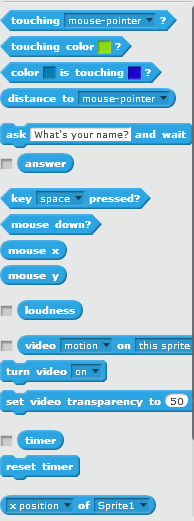 touching mouse-pointer ?
touching color ?
color is touching ?
distance to mouse-pointer
ask What's your name? and wait
answer
key space pressed?
mouse down?
mouse x
mouse y
loudness
video motion on this sprite
turn video on
set video transparency to 50
timer
reset timer
x position of Sprite1